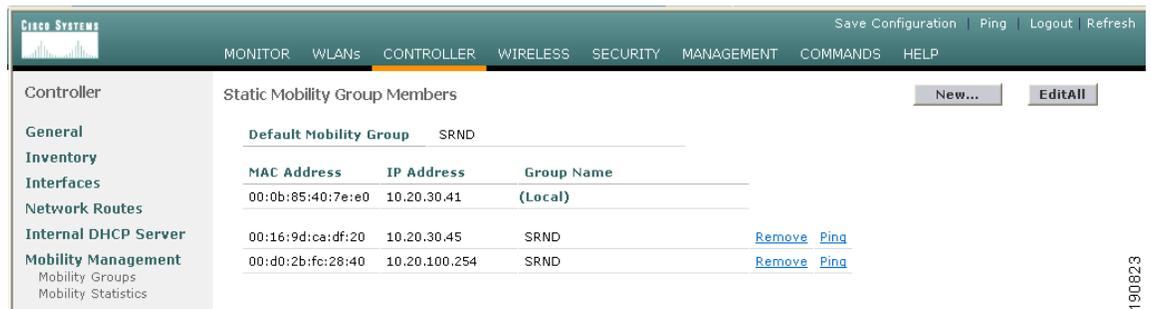 CISCO SYSTEMS
Save Configuration | Ping | Logout | Refresh
MONITOR WLANs CONTROLLER WIRELESS SECURITY MANAGEMENT COMMANDS HELP
Controller
General
Inventory
Interfaces
Network Routes
Internal DHCP Server
Mobility Management
Mobility Groups
Mobility Statistics
Static Mobility Group Members
New... EditAll
Default Mobility Group SRND
MAC Address IP Address Group Name
00:0b:85:40:7e:e0 10.20.30.41 (Local)
00:16:9d:ca:df:20 10.20.30.45 SRND Remove Ping
00:d0:2b:fc:28:40 10.20.100.254 SRND Remove Ping
190823